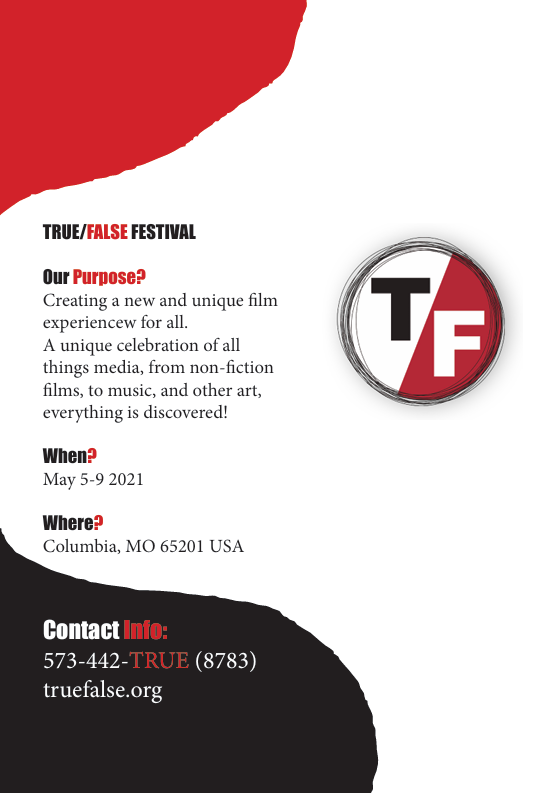 TRUE/FALSE FESTIVAL
Our Purpose?
Creating a new and unique film
experiencew for all.
A unique celebration of all
things media, from non-fiction
films, to music, and other art,
everything is discovered!
T/F
When?
May 5-9 2021
Where?
Columbia, MO 65201 USA
Contact Info:
573-442-TRUE (8783)
truefalse.org